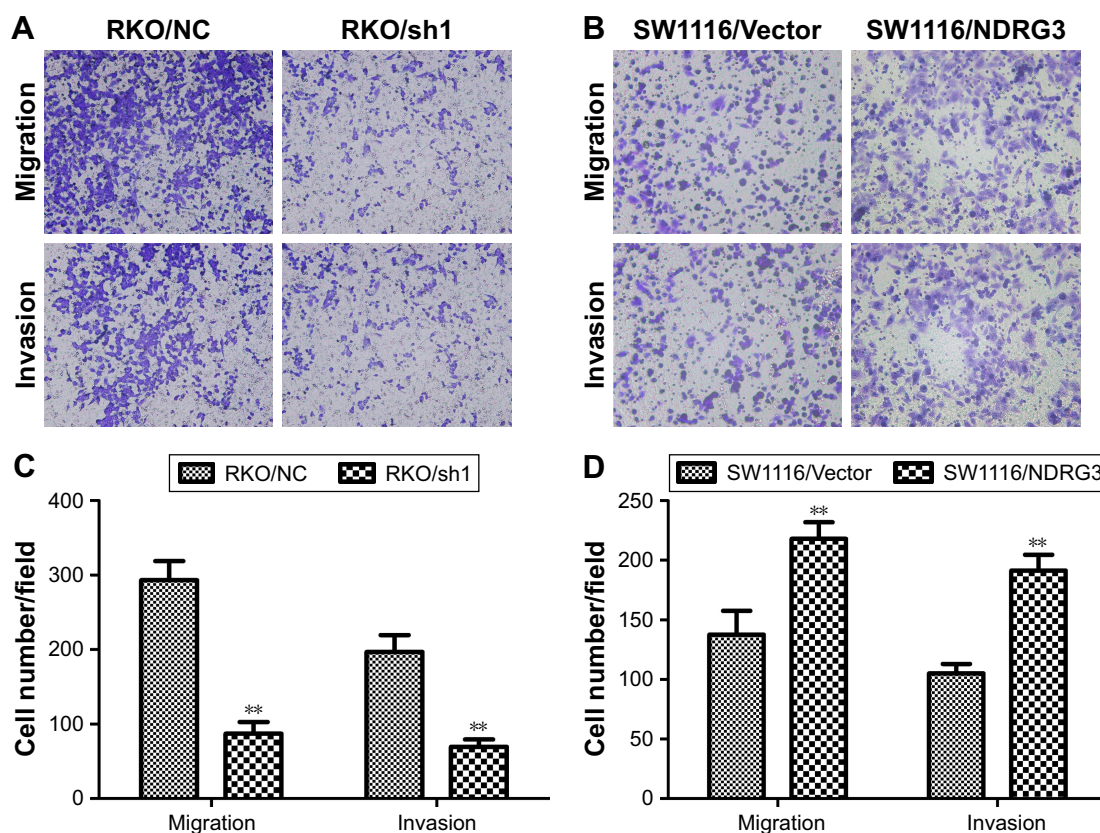 A
RKO/NC
RKO/sh1
Migration
Invasion
B
SW1116/Vector
SW1116/NDRG3
Migration
Invasion
C
RKO/NC
RKO/sh1
Cell number/field
400
300
200
100
0
**
**
Migration
Invasion
D
SW1116/Vector
SW1116/NDRG3
Cell number/field
250
200
150
100
50
0
**
**
Migration
Invasion